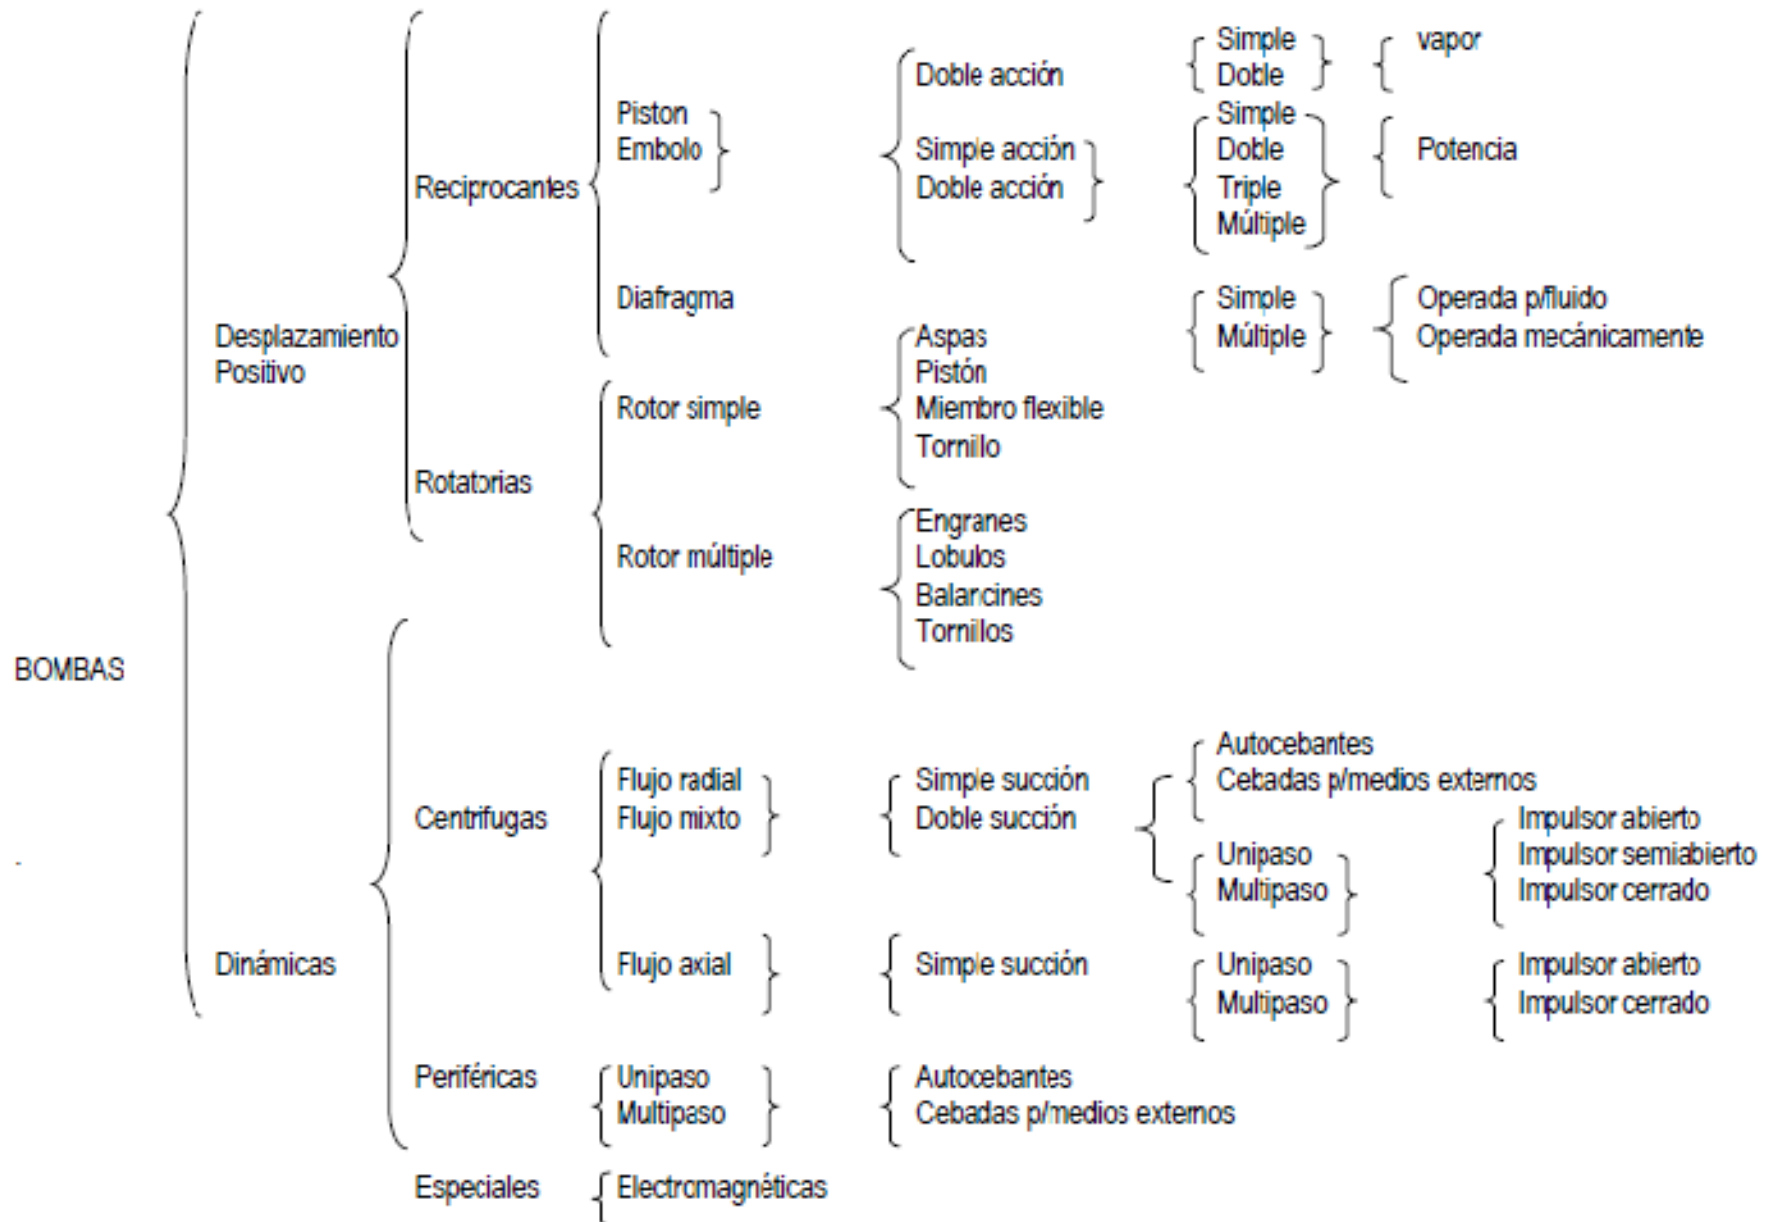 BOMBAS
Desplazamiento
Positivo
Reciprocantes
Piston
Embolo
Doble acción
Simple
Doble
vapor
Simple acción
Doble acción
Simple
Doble
Triple
Múltiple
Potencia
Diafragma
Simple
Múltiple
Operada p/fluido
Operada mecánicamente
Rotatorias
Rotor simple
Aspas
Pistón
Miembro flexible
Tornillo
Rotor múltiple
Engranes
Lobulos
Balancines
Tornillos
Dinámicas
Centrifugas
Flujo radial
Flujo mixto
Simple succión
Doble succión
Autocebantes
Cebadas p/medios externos
Unipaso
Multipaso
Impulsor abierto
Impulsor semiabierto
Impulsor cerrado
Flujo axial
Simple succión
Unipaso
Multipaso
Impulsor abierto
Impulsor cerrado
Periféricas
Unipaso
Multipaso
Autocebantes
Cebadas p/medios externos
Especiales
Electromagnéticas